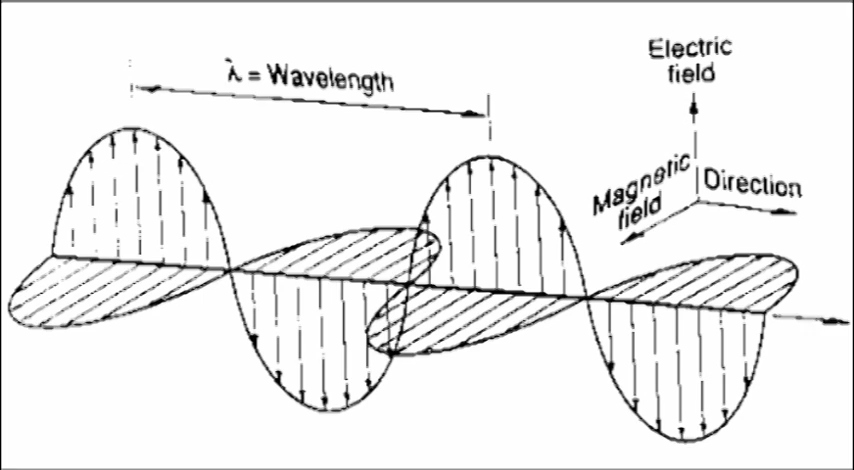 λ = Wavelength
Electric
field
Magnetic
field
Direction